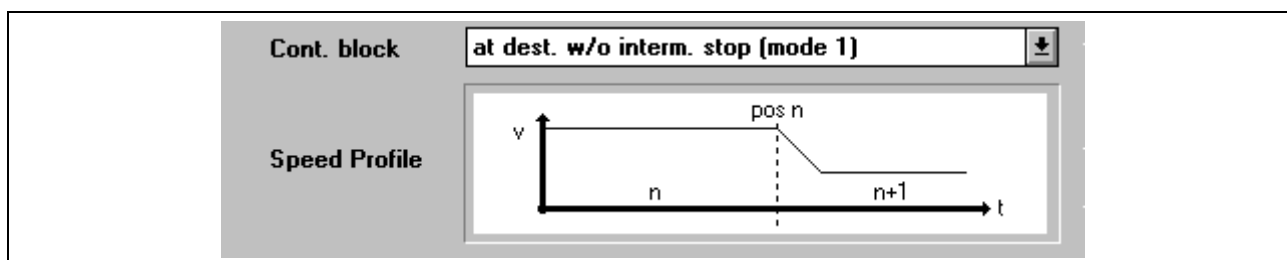 Cont. block at dest. w/o interm. stop (mode 1)
pos n
v
Speed Profile
n n+1
t